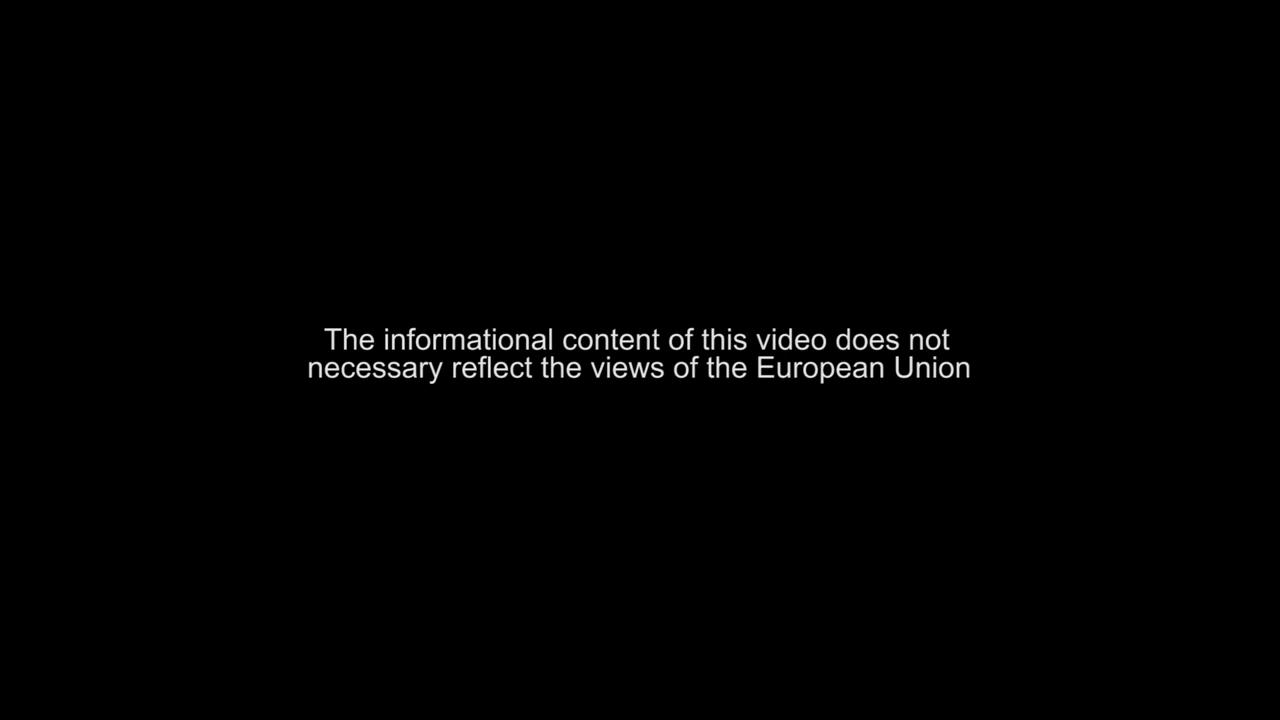 The informational content of this video does not
necessary reflect the views of the European Union